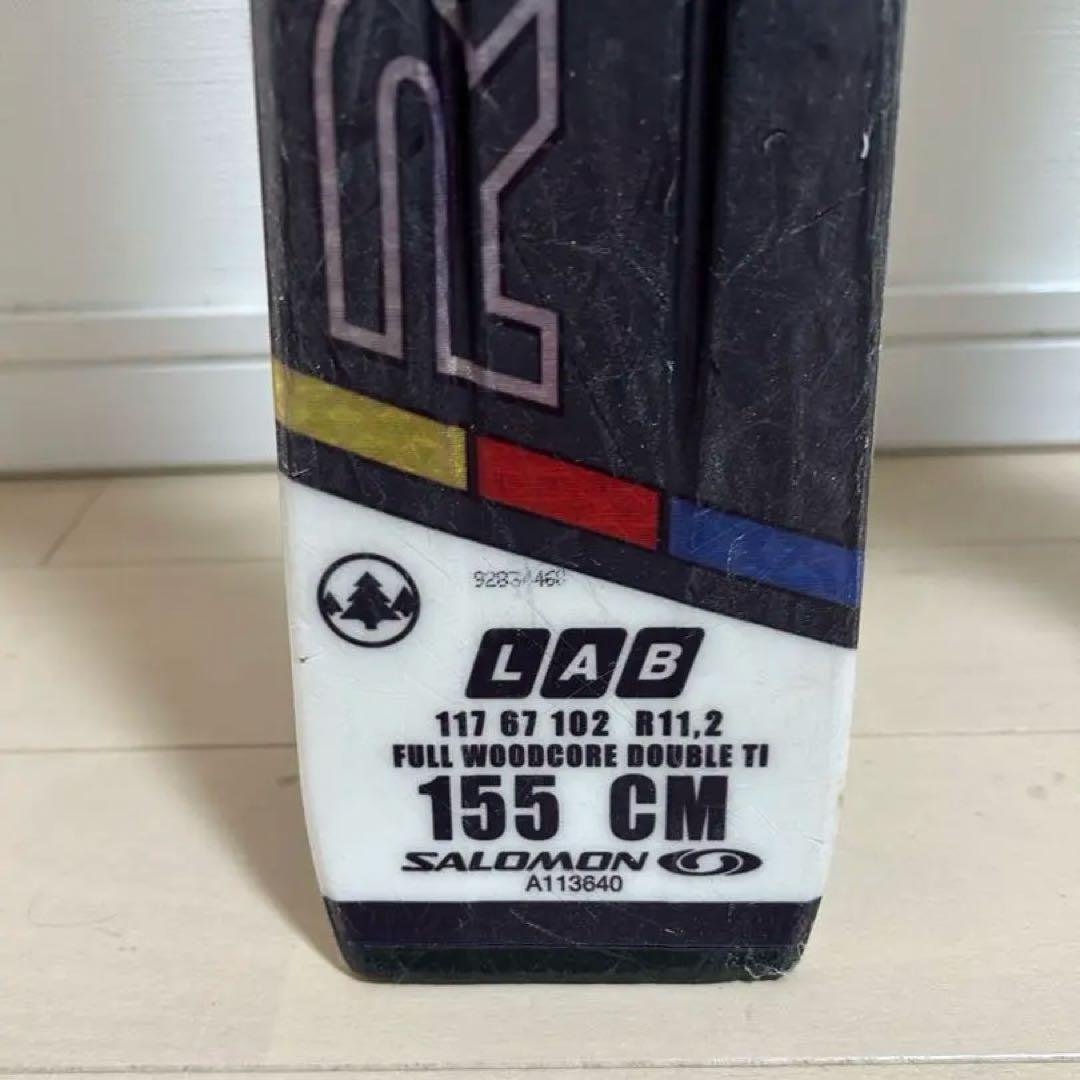 LAB
117 67 102 R11,2
FULL WOODCORE DOUBLE TI
155 CM
SALOMON
A113640